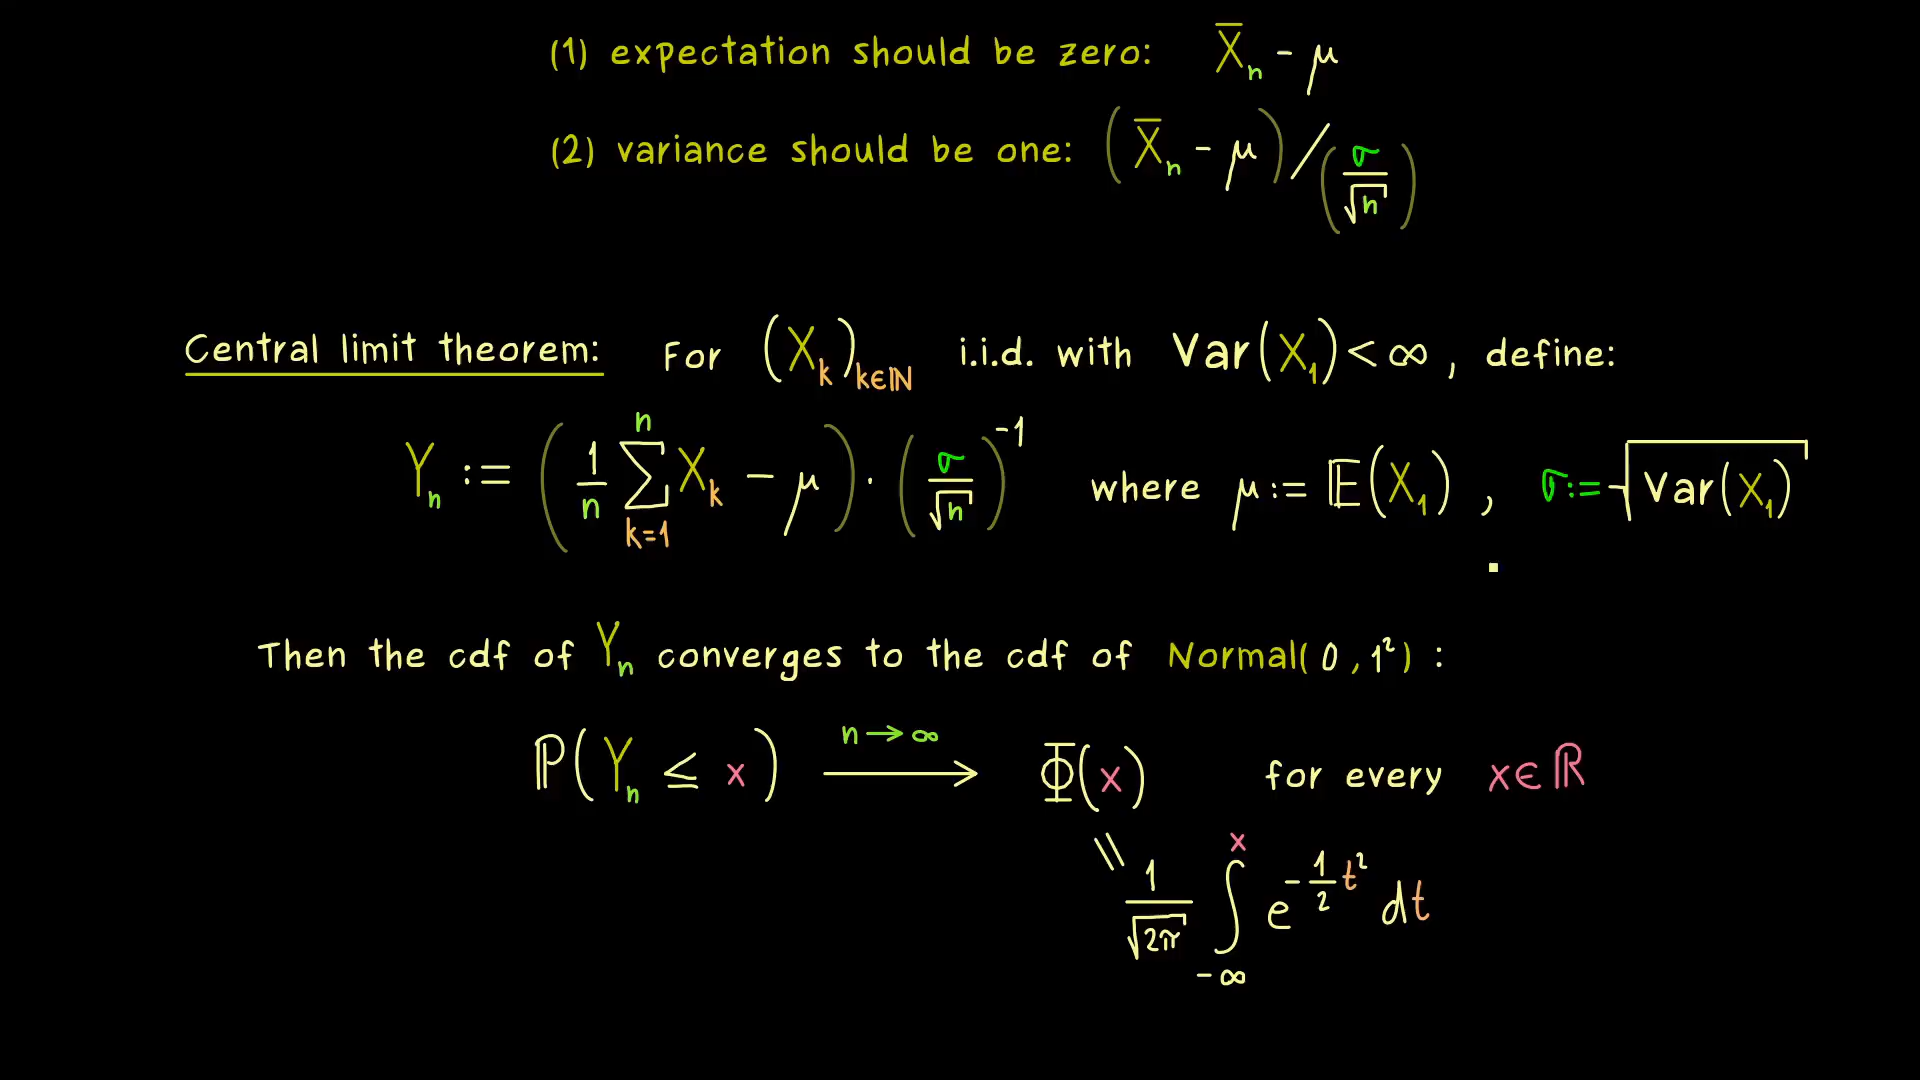 (1) expectation should be zero: X̅ₙ - μ
(2) variance should be one: (X̅ₙ - μ) / (σ/√n)
Central limit theorem: For (Xₖ)ₖ∈ℕ i.i.d. with Var(X₁) < ∞ , define:
Yₙ := (1/n ∑ₖ₌₁ⁿ Xₖ - μ) · (σ/√n)⁻¹ where μ := 𝔼(X₁) , σ := √Var(X₁)
Then the cdf of Yₙ converges to the cdf of Normal(0, 1²) :
ℙ(Yₙ ≤ x) n→∞ ⟶ Φ(x) for every x∈ℝ
= 1/√2π ∫_{-∞}^{x} e^{-1/2 t²} dt